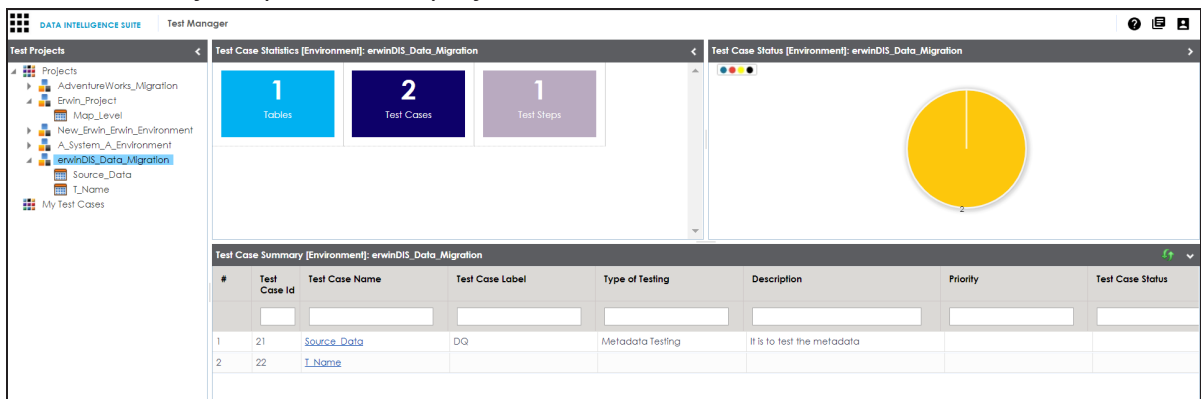 DATA INTELLIGENCE SUITE Test Manager
Test Projects
Projects
AdventureWorks_Migration
Erwin_Project
Map_Level
New_Erwin_Erwin_Environment
A_System_A_Environment
erwinDIS_Data_Migration
Source_Data
T_Name
My Test Cases
Test Case Statistics [Environment]: erwinDIS_Data_Migration
1
Tables
2
Test Cases
1
Test Steps
Test Case Status [Environment]: erwinDIS_Data_Migration
2
Test Case Summary [Environment]: erwinDIS_Data_Migration
# Test Case Id Test Case Name Test Case Label Type of Testing Description Priority Test Case Status
1 21 Source_Data DQ Metadata Testing It is to test the metadata
2 22 T_Name